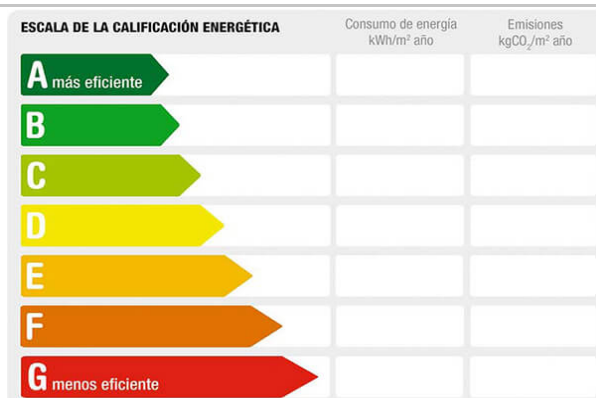 ESCALA DE LA CALIFICACIÓN ENERGÉTICA
Consumo de energía
kWh/m² año
Emisiones
kgCO₂/m² año
A más eficiente
B
C
D
E
F
G menos eficiente